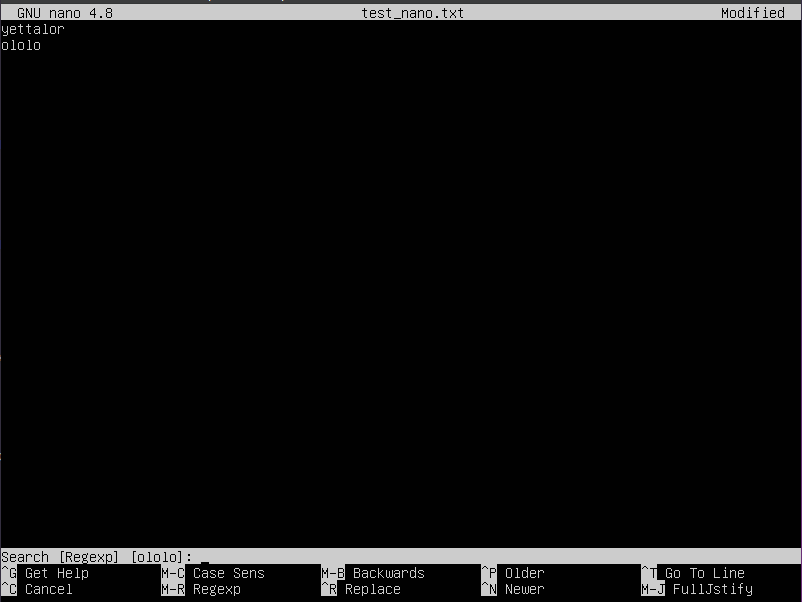 GNU nano 4.8 test_nano.txt Modified
yettalor
ololo
Search [Regexp] [ololo]:
^G Get Help M-C Case Sens M-B Backwards ^P Older ^T Go To Line
^C Cancel M-R Regexp ^R Replace ^N Newer M-J FullJstify